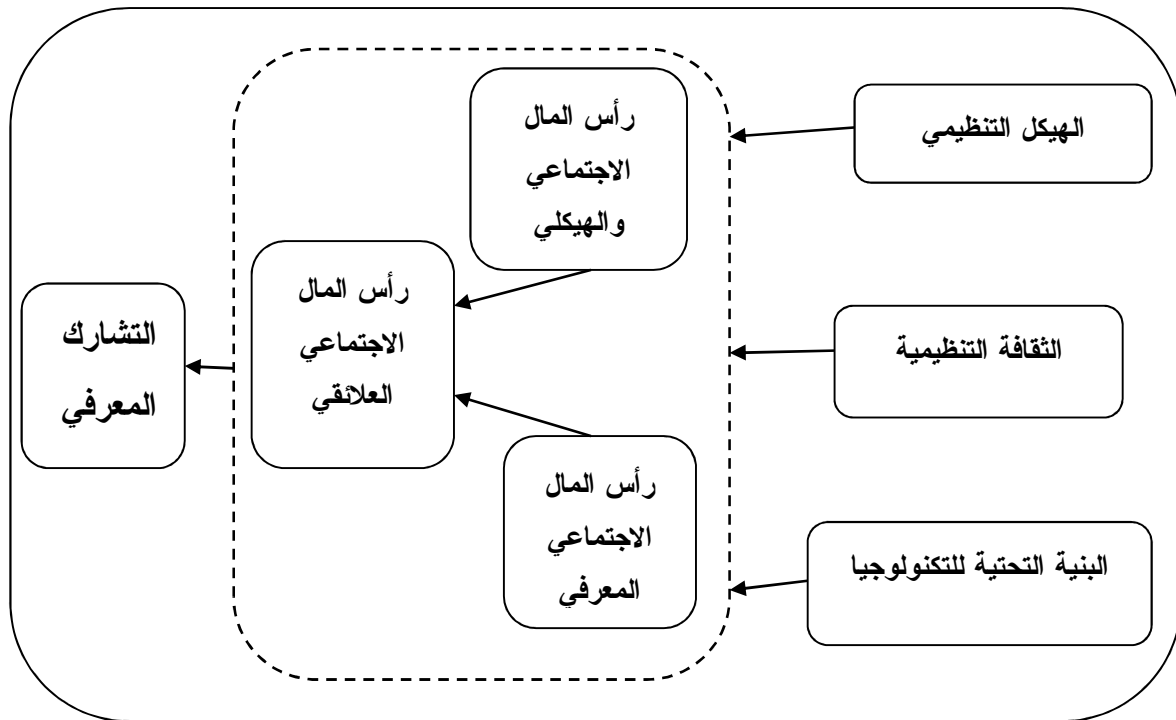 الهيكل التنظيمي
الثقافة التنظيمية
البنية التحتية للتكنولوجيا
رأس المال
الاجتماعي
والهيكلي
رأس المال
الاجتماعي
المعرفي
رأس المال
الاجتماعي
العلائقي
التشارك
المعرفي